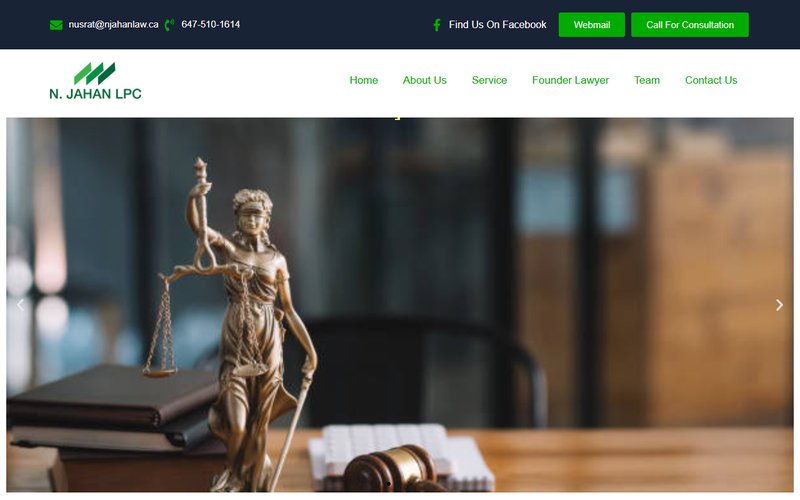 nusrat@njahanlaw.ca 647-510-1614 Find Us On Facebook Webmail Call For Consultation
N. JAHAN LPC
Home About Us Service Founder Lawyer Team Contact Us